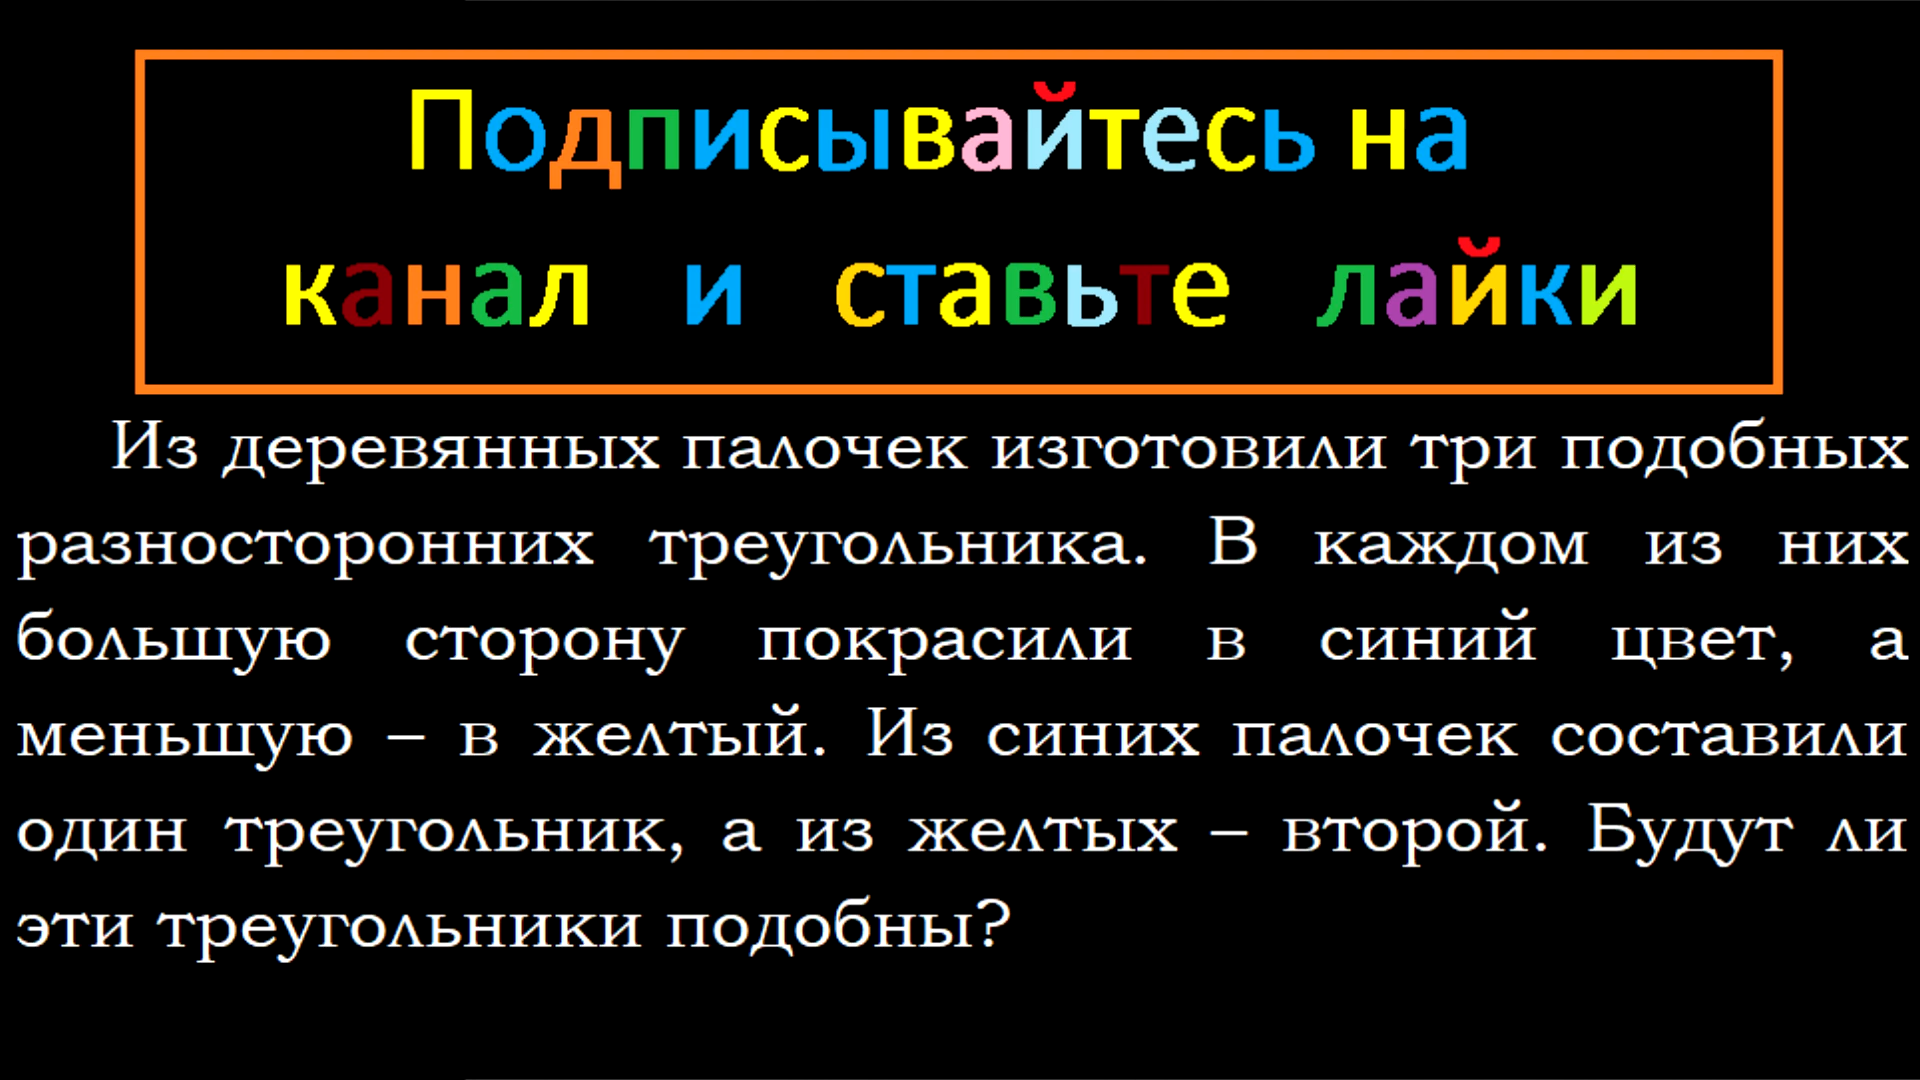 Подписывайтесь на
канал и ставьте лайки
Из деревянных палочек изготовили три подобных
разносторонних треугольника. В каждом из них
большую сторону покрасили в синий цвет, а
меньшую – в желтый. Из синих палочек составили
один треугольник, а из желтых – второй. Будут ли
эти треугольники подобны?